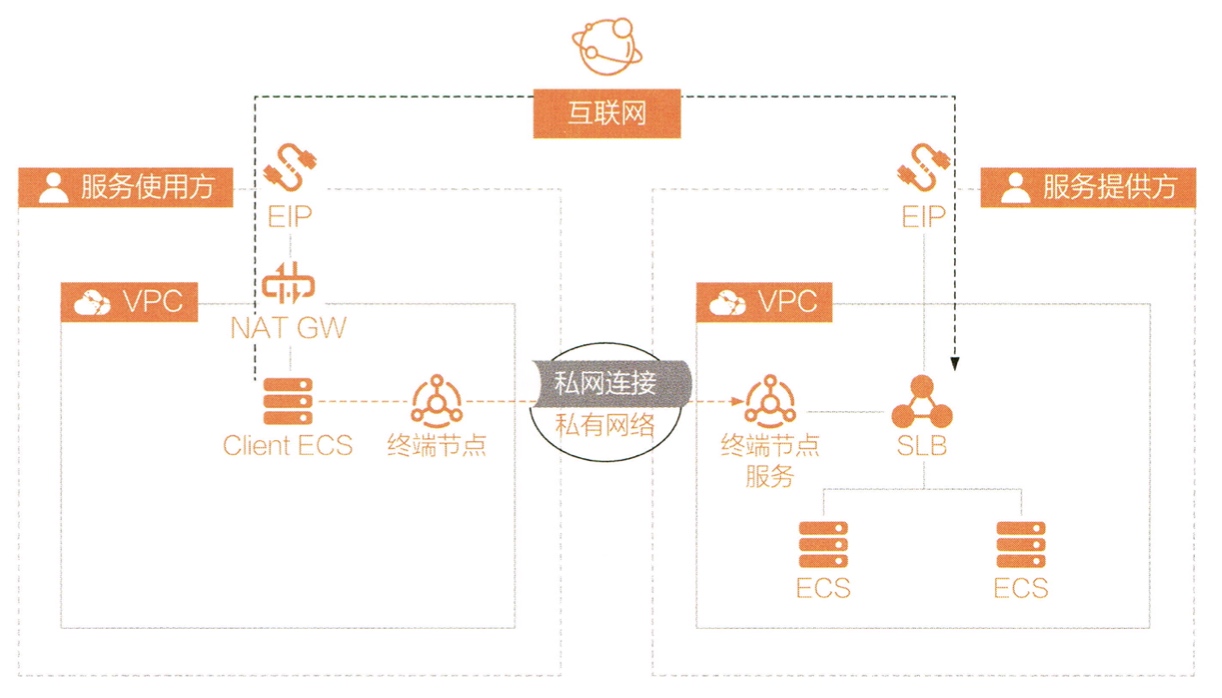 互联网
服务使用方
EIP
EIP
服务提供方
VPC
NAT GW
VPC
Client ECS
终端节点
私网连接
私有网络
终端节点
服务
SLB
ECS
ECS